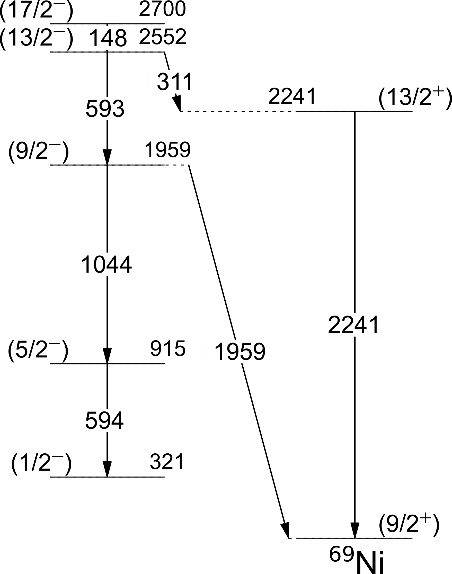 (17/2⁻) 2700
(13/2⁻) 148 2552
311
593 2241 (13/2⁺)
(9/2⁻) 1959
1044
2241
(5/2⁻) 915 1959
594
(1/2⁻) 321
(9/2⁺)
⁶⁹Ni